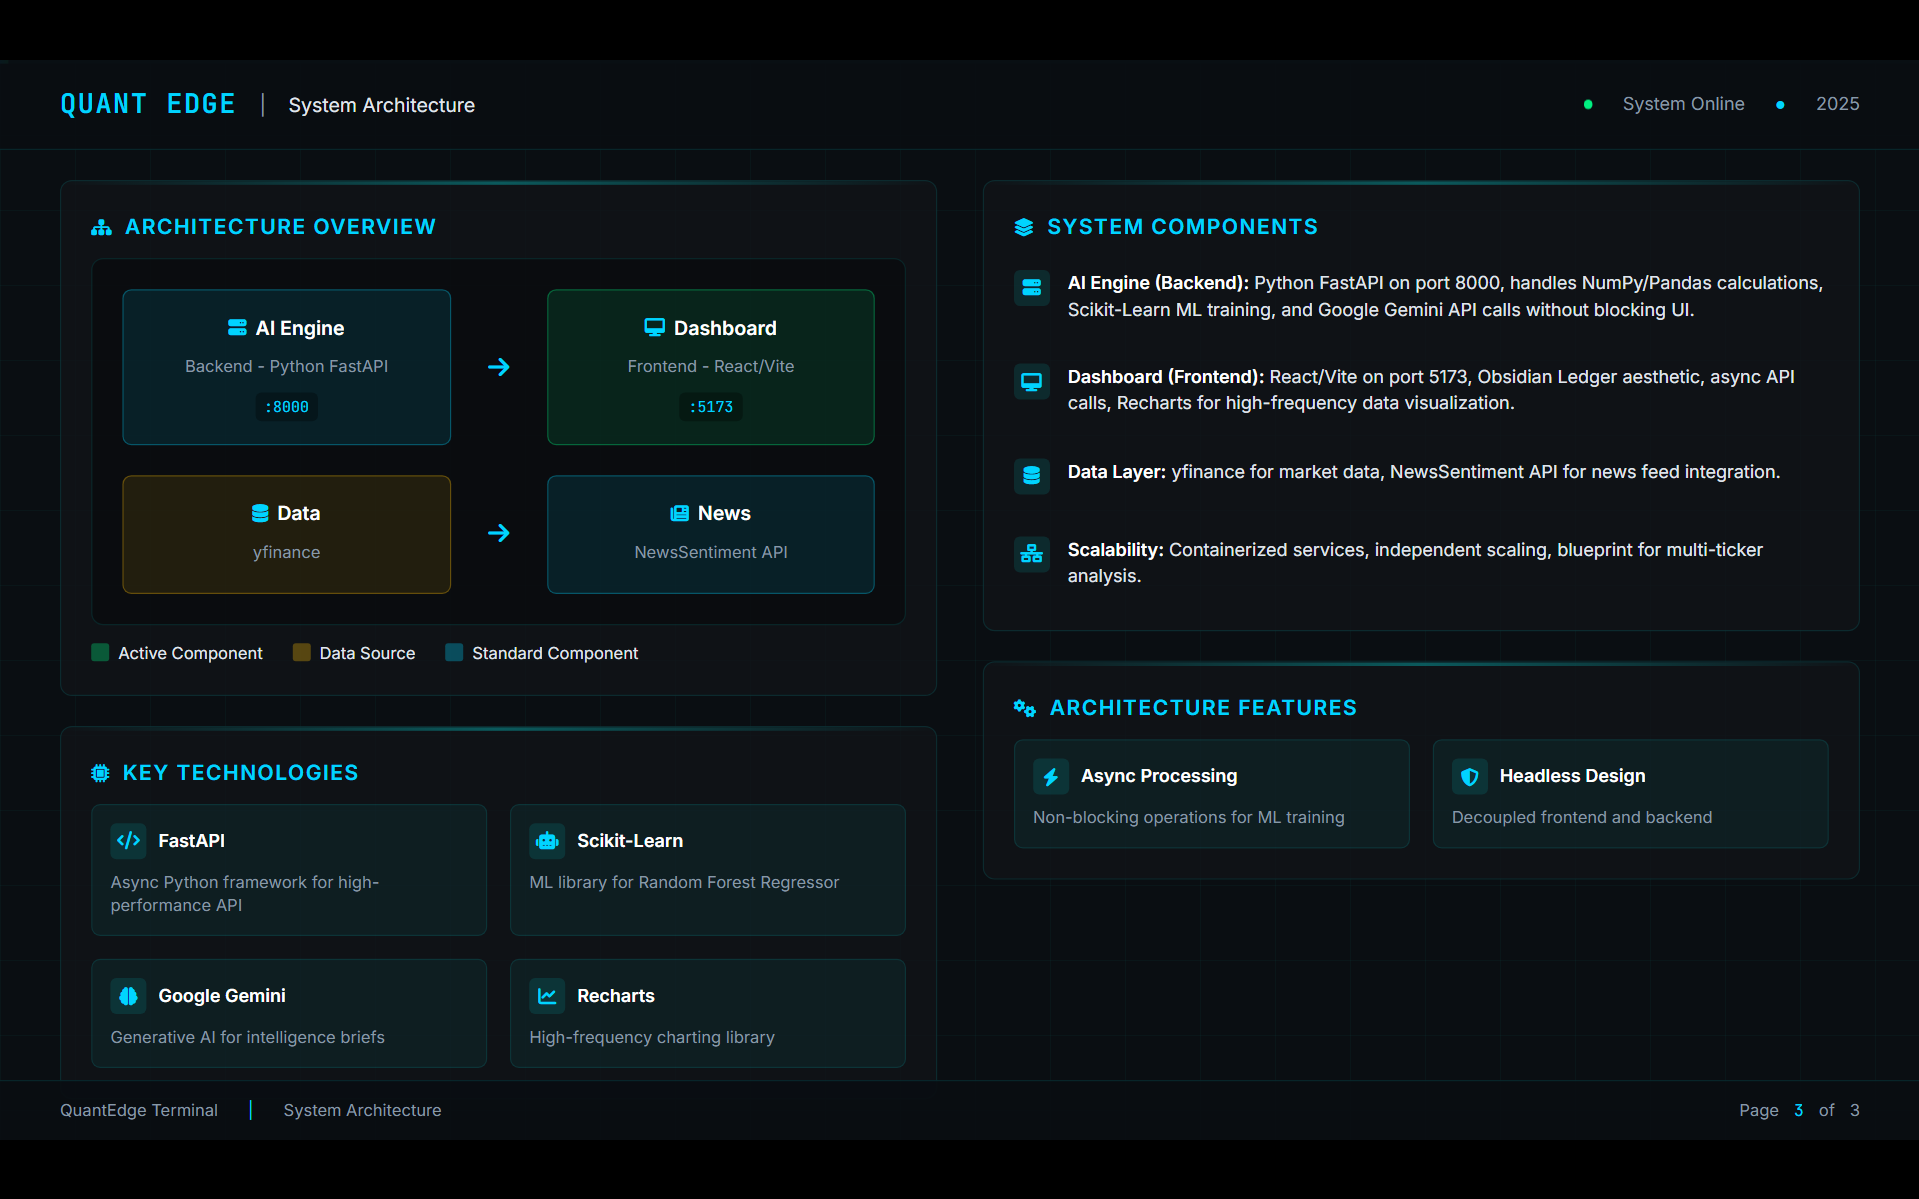 QUANT EDGE | System Architecture
System Online
2025
ARCHITECTURE OVERVIEW
AI Engine
Backend - Python FastAPI
:8000
Dashboard
Frontend - React/Vite
:5173
Data
yfinance
News
NewsSentiment API
Active Component
Data Source
Standard Component
KEY TECHNOLOGIES
FastAPI
Async Python framework for high-
performance API
Scikit-Learn
ML library for Random Forest Regressor
Google Gemini
Generative AI for intelligence briefs
Recharts
High-frequency charting library
SYSTEM COMPONENTS
AI Engine (Backend): Python FastAPI on port 8000, handles NumPy/Pandas calculations,
Scikit-Learn ML training, and Google Gemini API calls without blocking UI.
Dashboard (Frontend): React/Vite on port 5173, Obsidian Ledger aesthetic, async API
calls, Recharts for high-frequency data visualization.
Data Layer: yfinance for market data, NewsSentiment API for news feed integration.
Scalability: Containerized services, independent scaling, blueprint for multi-ticker
analysis.
ARCHITECTURE FEATURES
Async Processing
Non-blocking operations for ML training
Headless Design
Decoupled frontend and backend
QuantEdge Terminal | System Architecture
Page 3 of 3